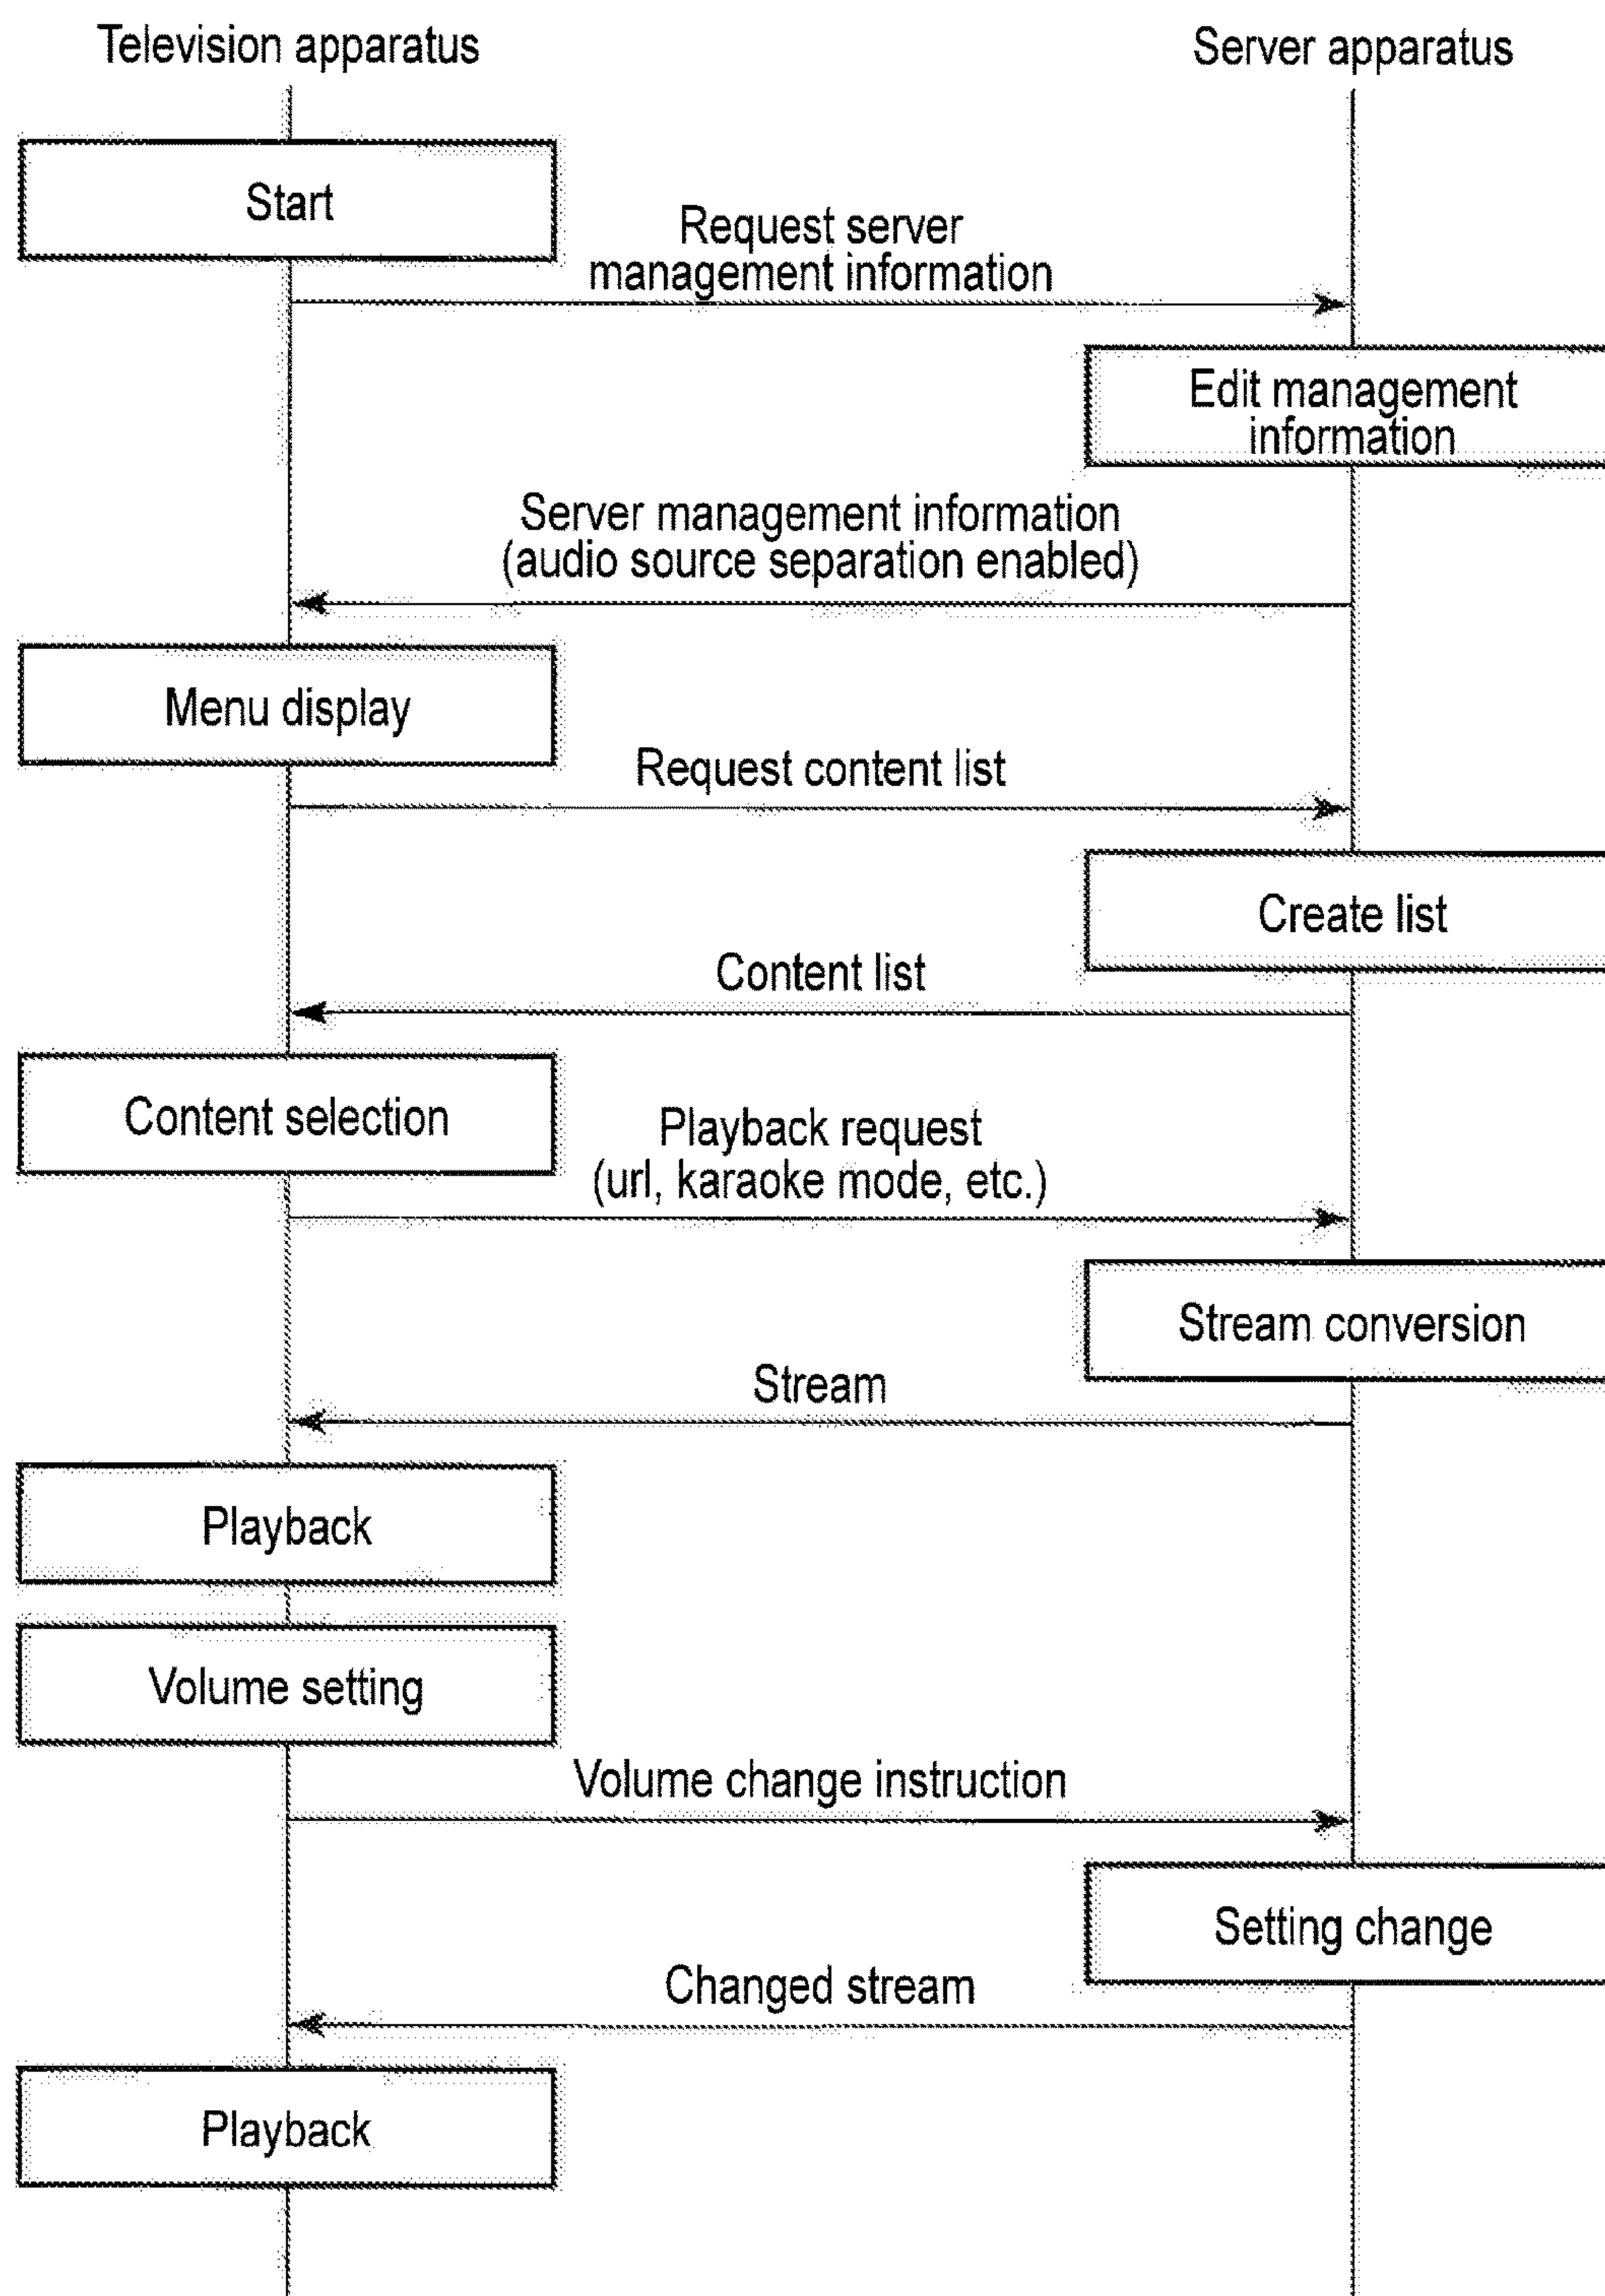 Television apparatus
Server apparatus
Start
Request server
management information
Edit management
information
Server management information
(audio source separation enabled)
Menu display
Request content list
Create list
Content list
Content selection
Playback request
(url, karaoke mode, etc.)
Stream conversion
Stream
Playback
Volume setting
Volume change instruction
Setting change
Changed stream
Playback